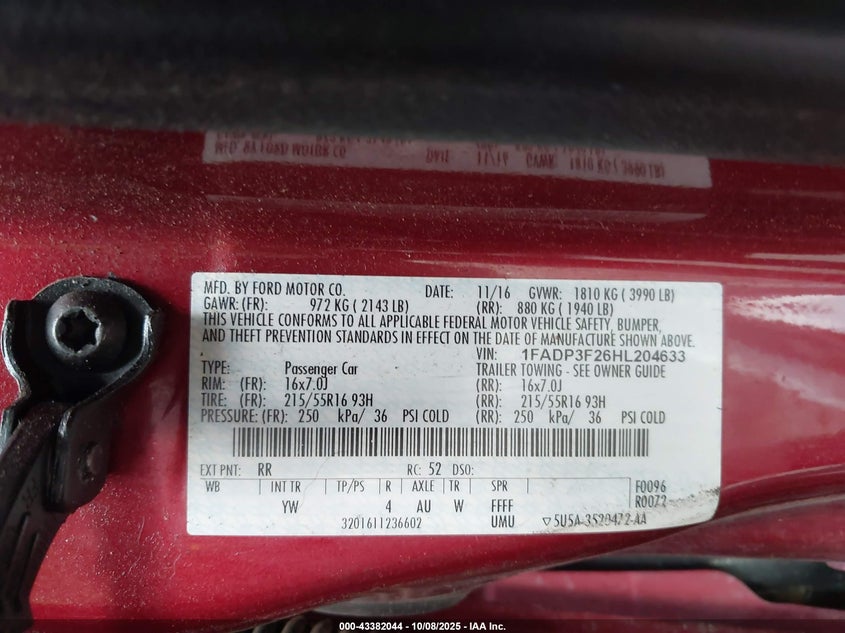 MFD. BY FORD MOTOR CO. DATE: 11/16 GVWR: 1810 KG ( 3990 LB)
GAWR: (FR): 972 KG ( 2143 LB) (RR): 880 KG ( 1940 LB)
THIS VEHICLE CONFORMS TO ALL APPLICABLE FEDERAL MOTOR VEHICLE SAFETY, BUMPER,
AND THEFT PREVENTION STANDARDS IN EFFECT ON THE DATE OF MANUFACTURE SHOWN ABOVE.
VIN: 1FADP3F26HL204633
TYPE: Passenger Car TRAILER TOWING - SEE OWNER GUIDE
RIM: (FR): 16x7.0J (RR): 16x7.0J
TIRE: (FR): 215/55R16 93H (RR): 215/55R16 93H
PRESSURE: (FR): 250 kPa/ 36 PSI COLD (RR): 250 kPa/ 36 PSI COLD
EXT PNT: RR RC: 52 DSO:
WB INT TR TP/PS R AXLE TR SPR F0096
YW 4 AU W FFFF R0072
3201611236602 UMU ▽5U5A-3520472-AA
000-43382044 - 10/08/2025 - IAA Inc.